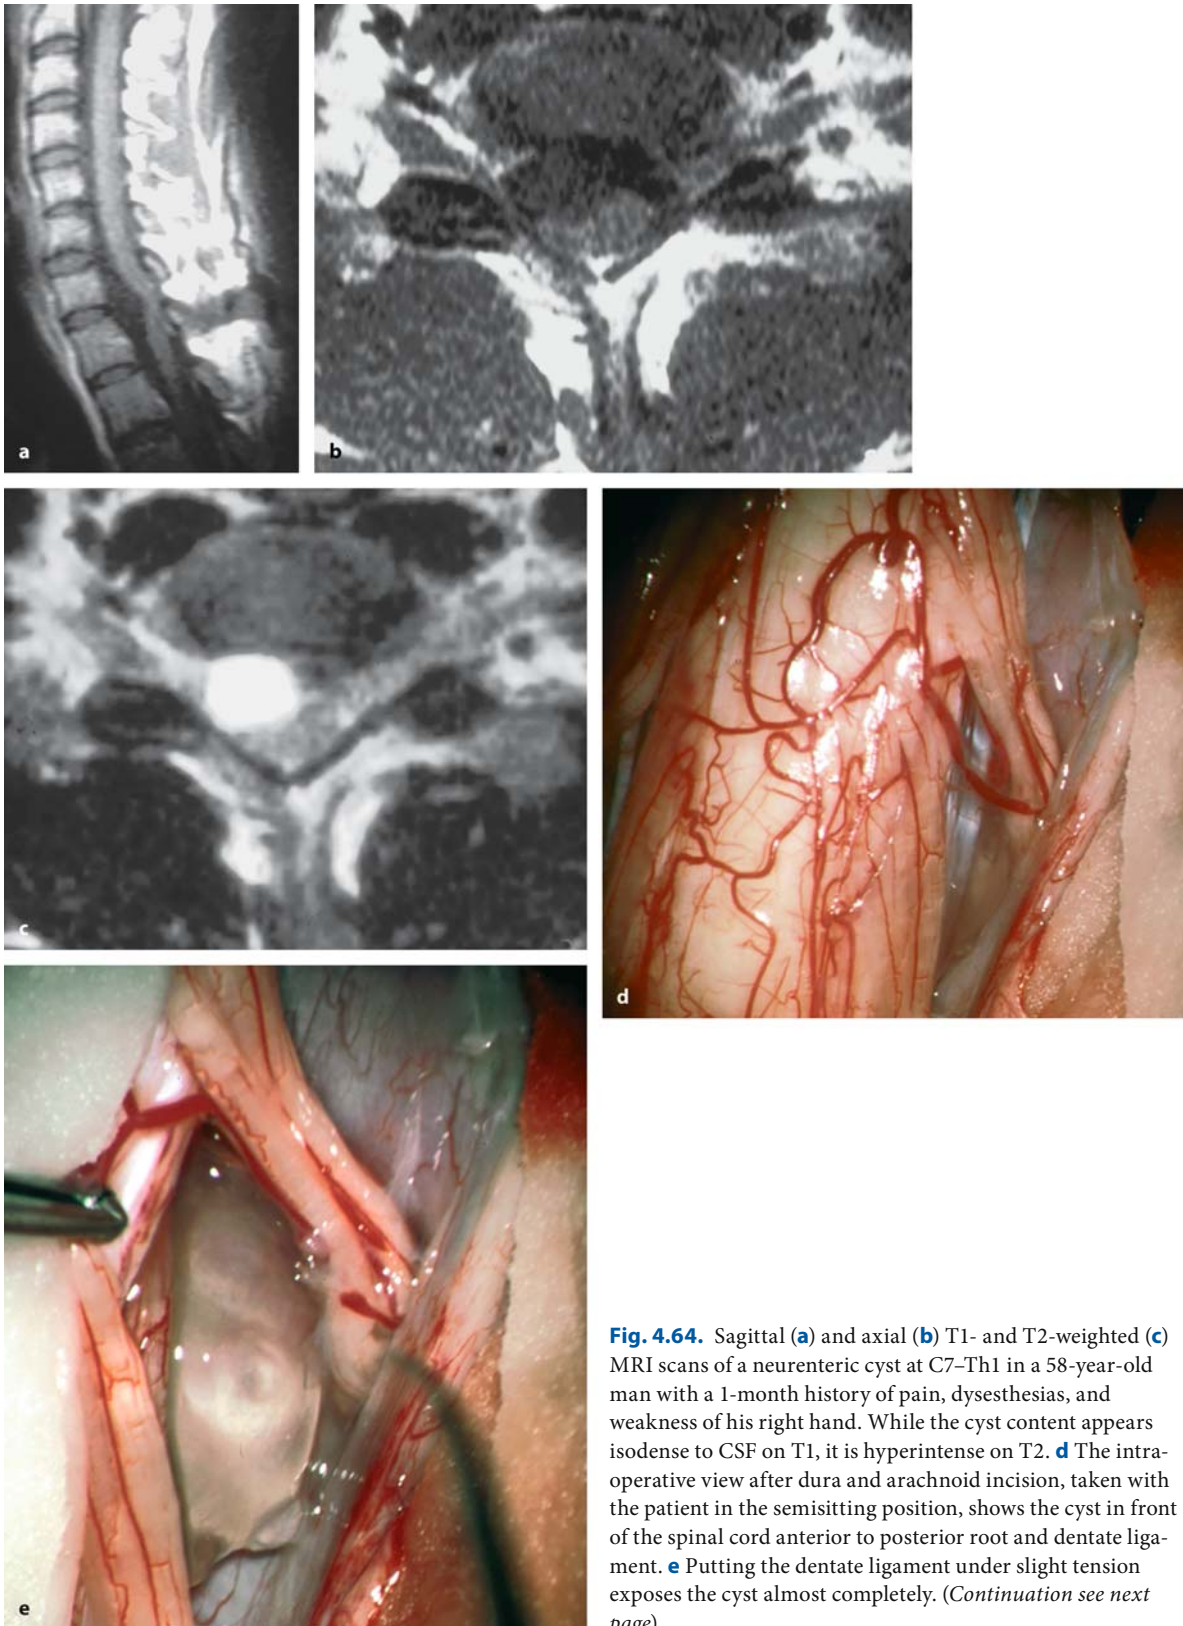 a
b
c
d
e
Fig. 4.64. Sagittal (a) and axial (b) T1- and T2-weighted (c)
MRI scans of a neurenteric cyst at C7–Th1 in a 58-year-old
man with a 1-month history of pain, dysesthesias, and
weakness of his right hand. While the cyst content appears
isodense to CSF on T1, it is hyperintense on T2. d The intra-
operative view after dura and arachnoid incision, taken with
the patient in the semisitting position, shows the cyst in front
of the spinal cord anterior to posterior root and dentate liga-
ment. e Putting the dentate ligament under slight tension
exposes the cyst almost completely. (Continuation see next
page)